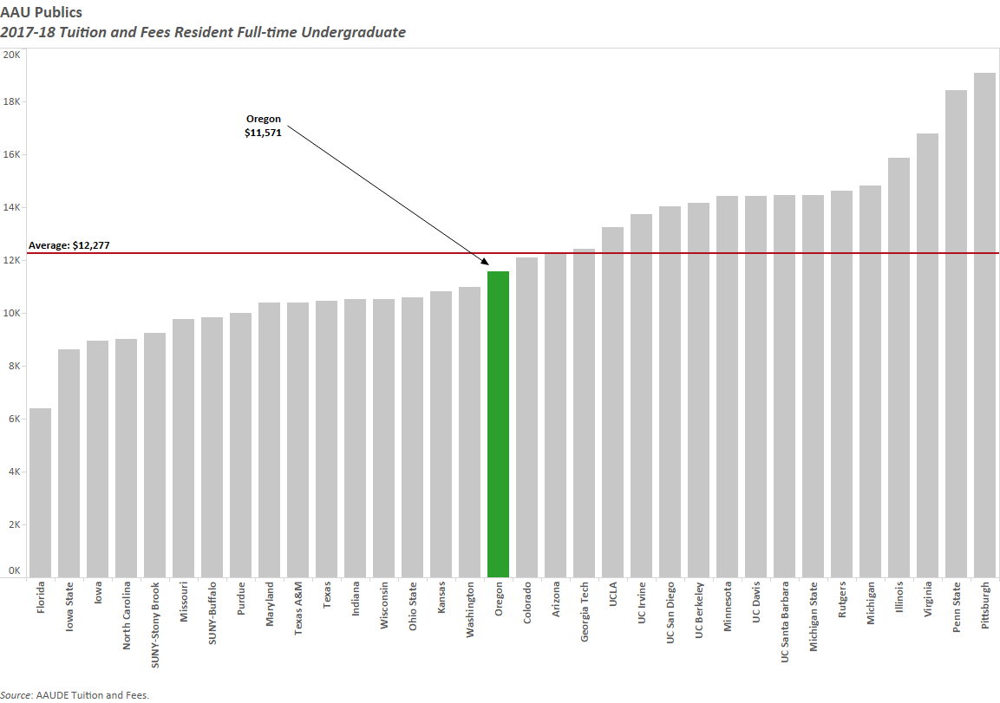 AAU Publics
2017-18 Tuition and Fees Resident Full-time Undergraduate
20K
18K
16K
14K
12K
10K
8K
6K
4K
2K
0K
Oregon
$11,571
Average: $12,277
Florida
Iowa State
Iowa
North Carolina
SUNY-Stony Brook
Missouri
SUNY-Buffalo
Purdue
Maryland
Texas A&M
Texas
Indiana
Wisconsin
Ohio State
Kansas
Washington
Oregon
Colorado
Arizona
Georgia Tech
UCLA
UC Irvine
UC San Diego
UC Berkeley
Minnesota
UC Davis
UC Santa Barbara
Michigan State
Rutgers
Michigan
Illinois
Virginia
Penn State
Pittsburgh
Source: AAUDE Tuition and Fees.